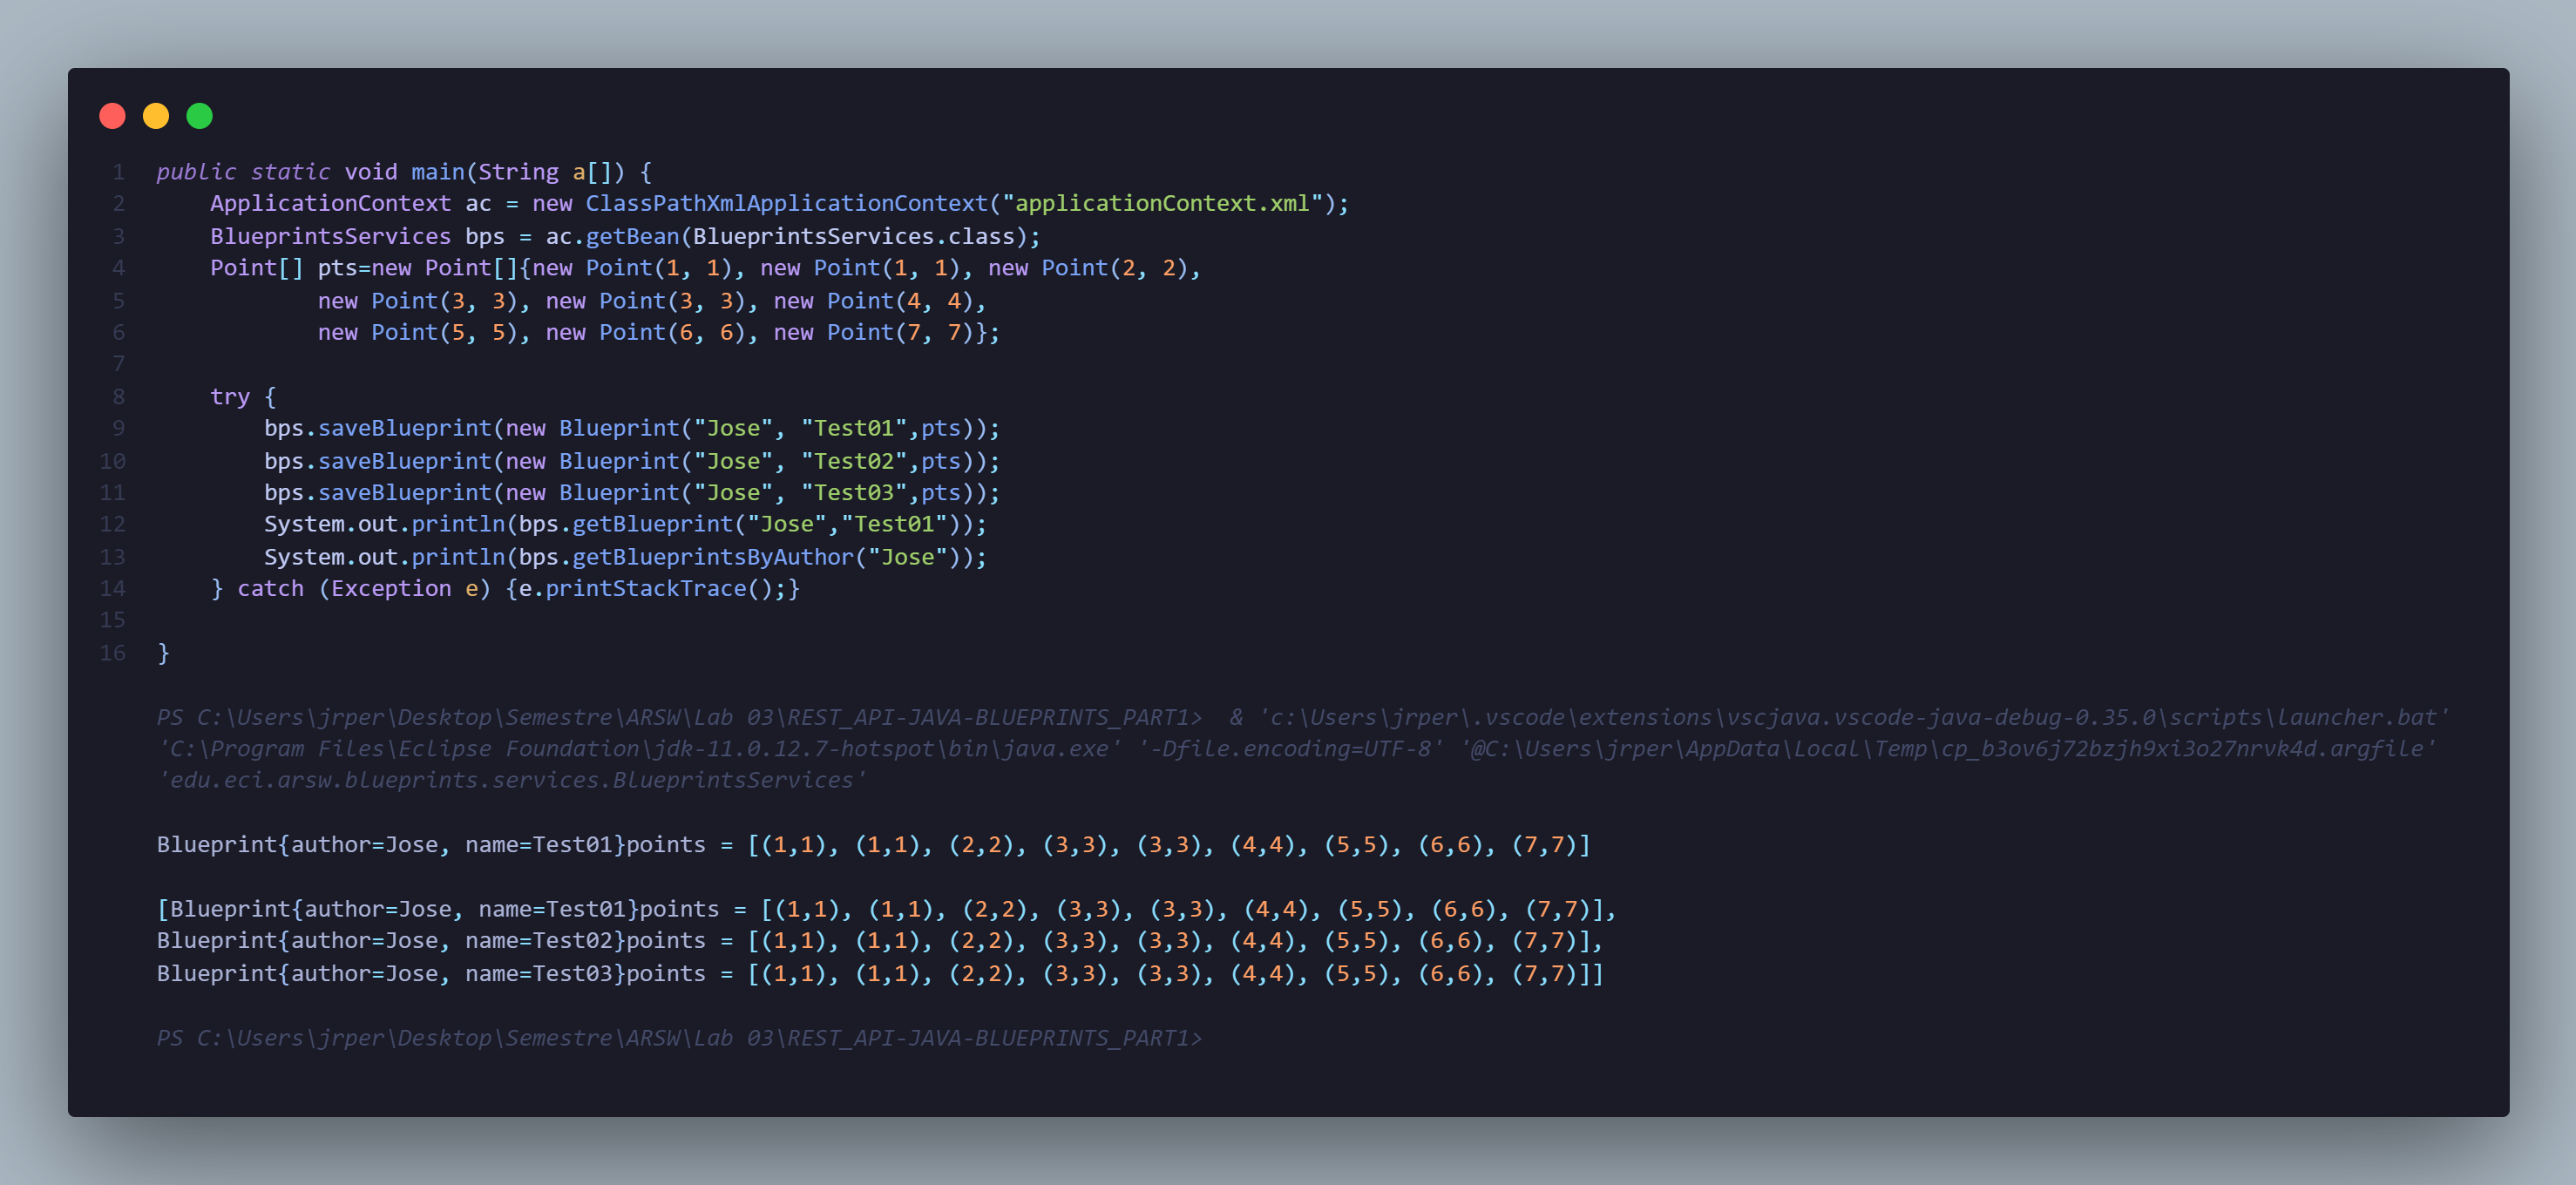 1 public static void main(String a[]) {
2 ApplicationContext ac = new ClassPathXmlApplicationContext("applicationContext.xml");
3 BlueprintsServices bps = ac.getBean(BlueprintsServices.class);
4 Point[] pts=new Point[]{new Point(1, 1), new Point(1, 1), new Point(2, 2),
5 new Point(3, 3), new Point(3, 3), new Point(4, 4),
6 new Point(5, 5), new Point(6, 6), new Point(7, 7)};
7
8 try {
9 bps.saveBlueprint(new Blueprint("Jose", "Test01",pts));
10 bps.saveBlueprint(new Blueprint("Jose", "Test02",pts));
11 bps.saveBlueprint(new Blueprint("Jose", "Test03",pts));
12 System.out.println(bps.getBlueprint("Jose","Test01"));
13 System.out.println(bps.getBlueprintsByAuthor("Jose"));
14 } catch (Exception e) {e.printStackTrace();}
15
16 }
PS C:\Users\jrper\Desktop\Semestre\ARSW\Lab 03\REST_API-JAVA-BLUEPRINTS_PART1>  & 'c:\Users\jrper\.vscode\extensions\vscjava.vscode-java-debug-0.35.0\scripts\launcher.bat'
'C:\Program Files\Eclipse Foundation\jdk-11.0.12.7-hotspot\bin\java.exe' '-Dfile.encoding=UTF-8' '@C:\Users\jrper\AppData\Local\Temp\cp_b3ov6j72bzjh9xi3o27nrvk4d.argfile'
'edu.eci.arsw.blueprints.services.BlueprintsServices'
Blueprint{author=Jose, name=Test01}points = [(1,1), (1,1), (2,2), (3,3), (3,3), (4,4), (5,5), (6,6), (7,7)]
[Blueprint{author=Jose, name=Test01}points = [(1,1), (1,1), (2,2), (3,3), (3,3), (4,4), (5,5), (6,6), (7,7)],
Blueprint{author=Jose, name=Test02}points = [(1,1), (1,1), (2,2), (3,3), (3,3), (4,4), (5,5), (6,6), (7,7)],
Blueprint{author=Jose, name=Test03}points = [(1,1), (1,1), (2,2), (3,3), (3,3), (4,4), (5,5), (6,6), (7,7)]]
PS C:\Users\jrper\Desktop\Semestre\ARSW\Lab 03\REST_API-JAVA-BLUEPRINTS_PART1>